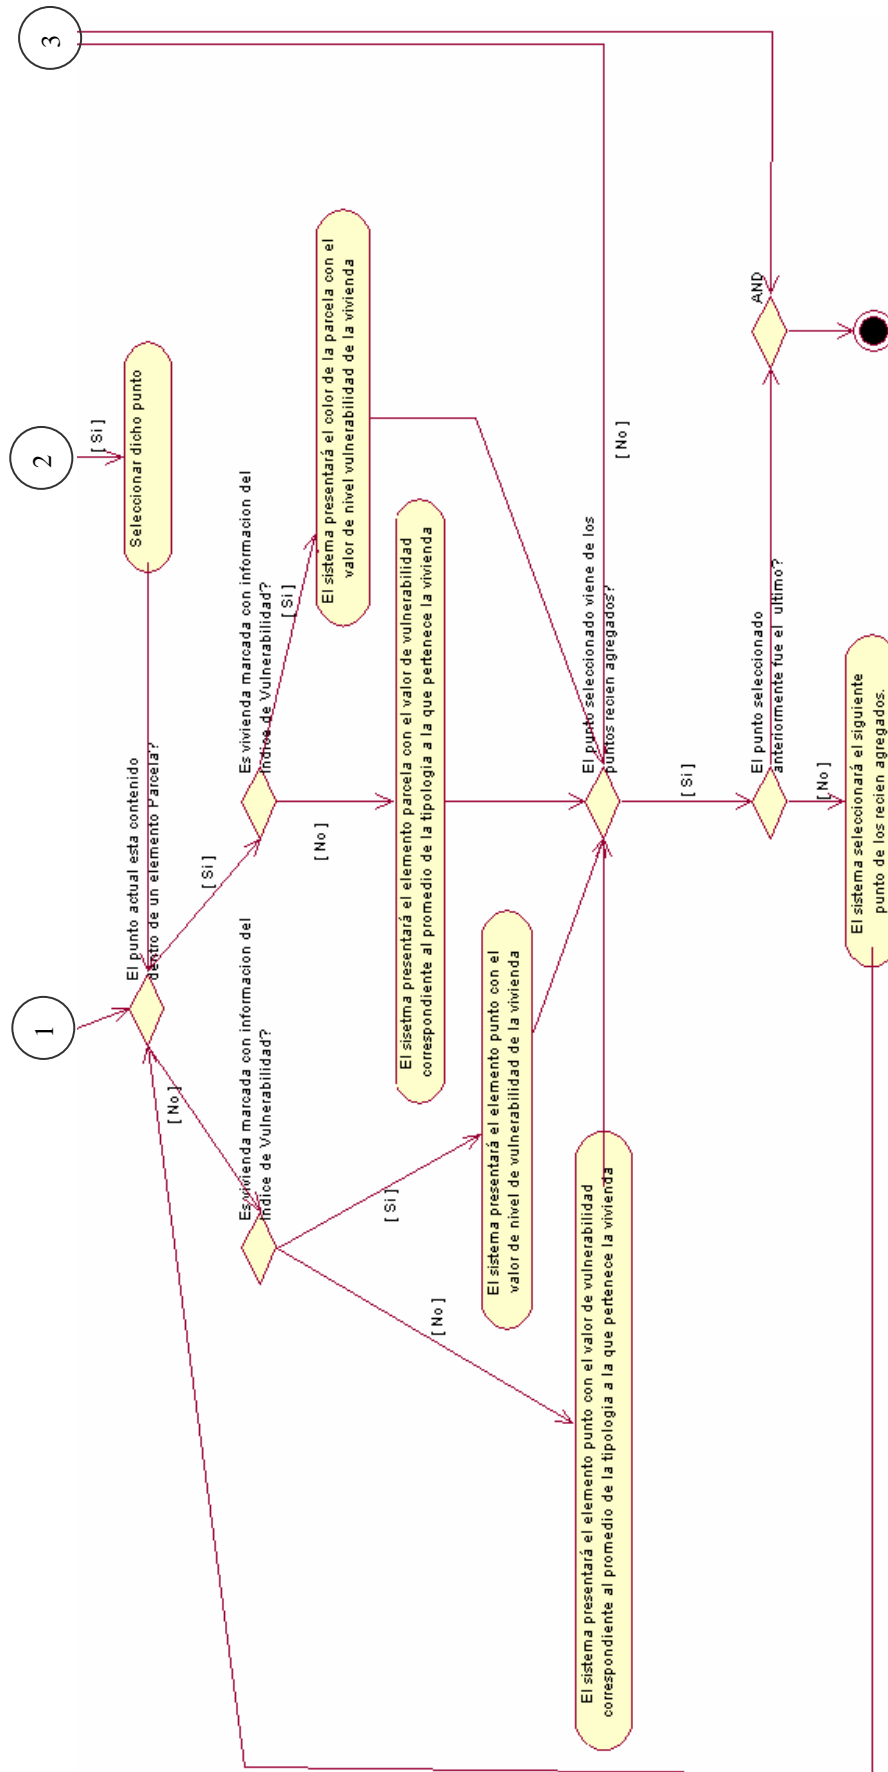 1
2
3
[ Si ]
Seleccionar dicho punto
El punto actual esta contenido
dentro de un elemento Parcela?
[ No ]
[ Si ]
Es vivienda marcada con informacion del
Indice de Vulnerabilidad?
[ Si ]
[ No ]
Es vivienda marcada con informacion del
Indice de Vulnerabilidad?
[ No ]
[ Si ]
El sistema presentará el color de la parcela con el
valor de nivel vulnerabilidad de la vivienda
El sisetma presentará el elemento parcela con el valor de vulnerabilidad
correspondiente al promedio de la tipologia a la que pertenece la vivienda
El sistema presentará el elemento punto con el
valor de nivel de vulnerabilidad de la vivienda
El sistema presentará el elemento punto con el valor de vulnerabilidad
correspondiente al promedio de la tipologia a la que pertenece la vivienda
El punto seleccionado viene de los
puntos recien agregados?
[ No ]
[ Si ]
El punto seleccionado
anteriormente fue el ultimo?
AND
[ No ]
El sistema seleccionará el siguiente
punto de los recien agregados.